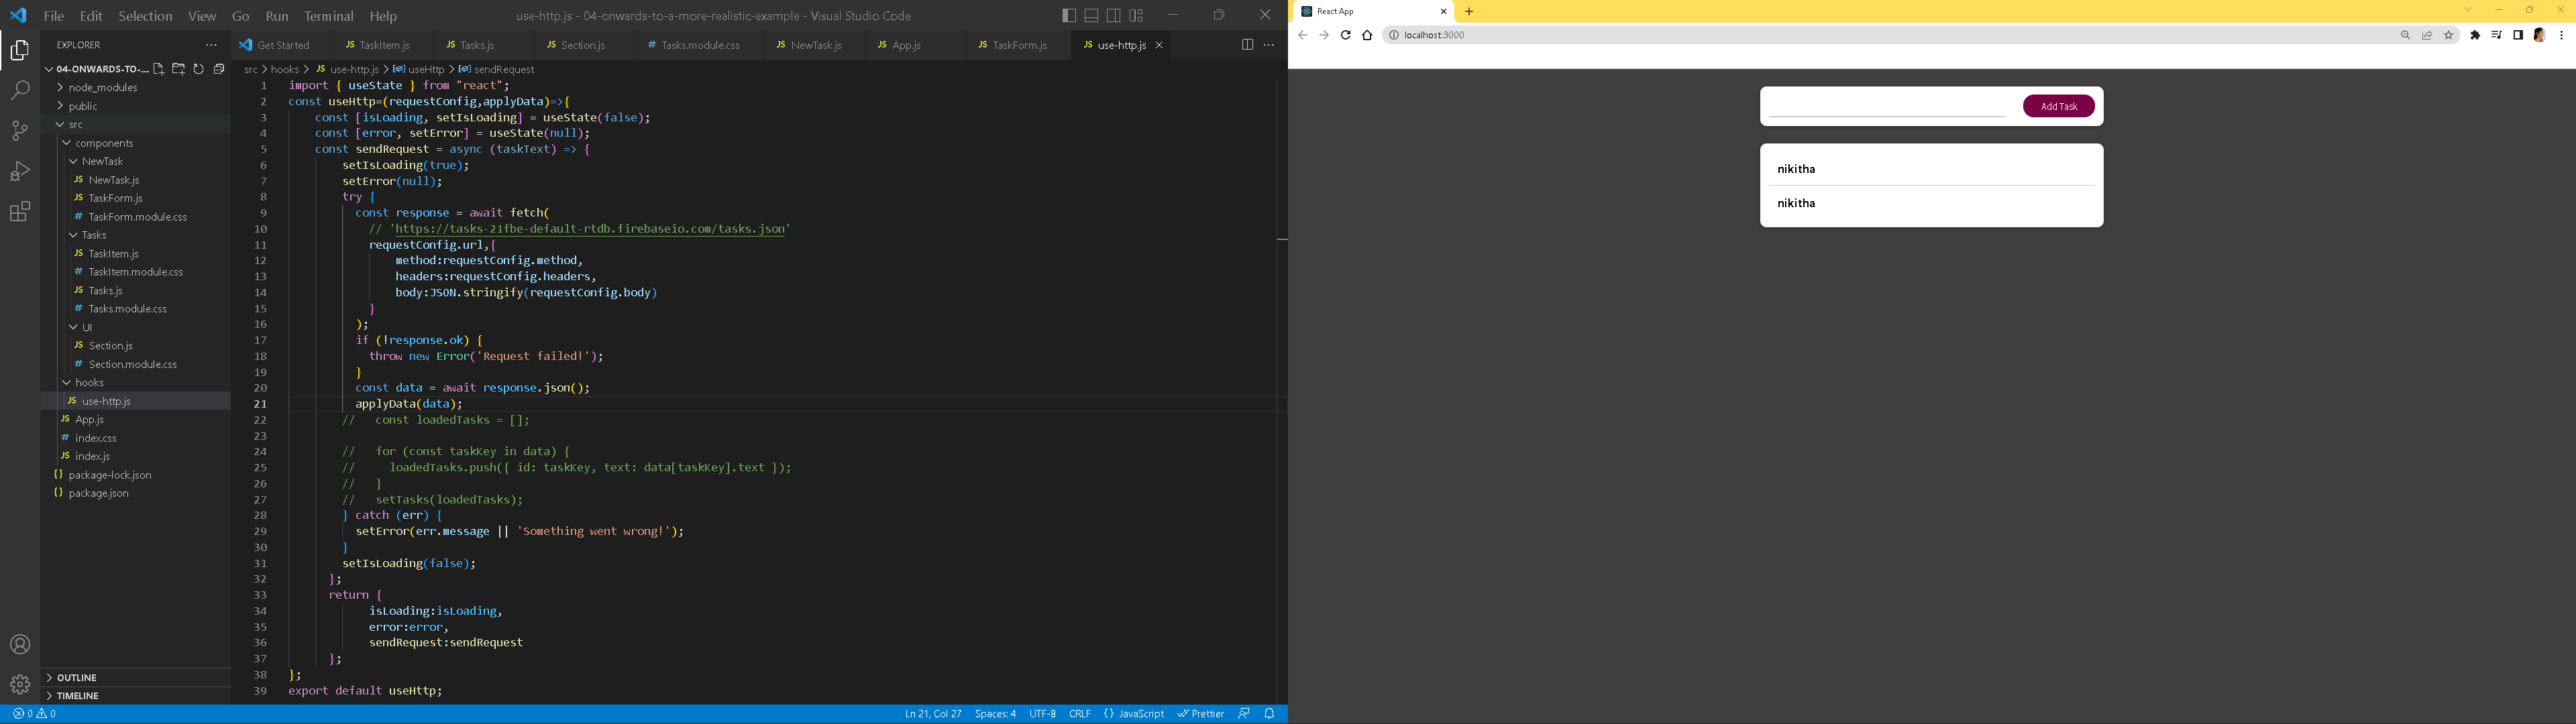 File Edit Selection View Go Run Terminal Help
use-http.js - 04-onwards-to-a-more-realistic-example - Visual Studio Code
EXPLORER
04-ONWARDS-TO-...
node_modules
public
src
components
NewTask
JS NewTask.js
JS TaskForm.js
# TaskForm.module.css
Tasks
JS TaskItem.js
# TaskItem.module.css
JS Tasks.js
# Tasks.module.css
UI
JS Section.js
# Section.module.css
hooks
JS use-http.js
JS App.js
# index.css
JS index.js
{} package-lock.json
{} package.json
OUTLINE
TIMELINE
Get Started JS TaskItem.js JS Tasks.js JS Section.js # Tasks.module.css JS NewTask.js JS App.js JS TaskForm.js JS use-http.js
src > hooks > JS use-http.js > useHttp > sendRequest
1 import { useState } from "react";
2 const useHttp=(requestConfig,applyData)=>{
3 const [isLoading, setIsLoading] = useState(false);
4 const [error, setError] = useState(null);
5 const sendRequest = async (taskText) => {
6 setIsLoading(true);
7 setError(null);
8 try {
9 const response = await fetch(
10 // 'https://tasks-21fbe-default-rtdb.firebaseio.com/tasks.json'
11 requestConfig.url,{
12 method:requestConfig.method,
13 headers:requestConfig.headers,
14 body:JSON.stringify(requestConfig.body)
15 }
16 );
17 if (!response.ok) {
18 throw new Error('Request failed!');
19 }
20 const data = await response.json();
21 applyData(data);
22 // const loadedTasks = [];
23
24 // for (const taskKey in data) {
25 // loadedTasks.push({ id: taskKey, text: data[taskKey].text });
26 // }
27 // setTasks(loadedTasks);
28 } catch (err) {
29 setError(err.message || 'Something went wrong!');
30 }
31 setIsLoading(false);
32 };
33 return {
34 isLoading:isLoading,
35 error:error,
36 sendRequest:sendRequest
37 };
38 };
39 export default useHttp;
0 0 Ln 21, Col 27 Spaces: 4 UTF-8 CRLF {} JavaScript Prettier
React App
localhost:3000
Add Task
nikitha
nikitha